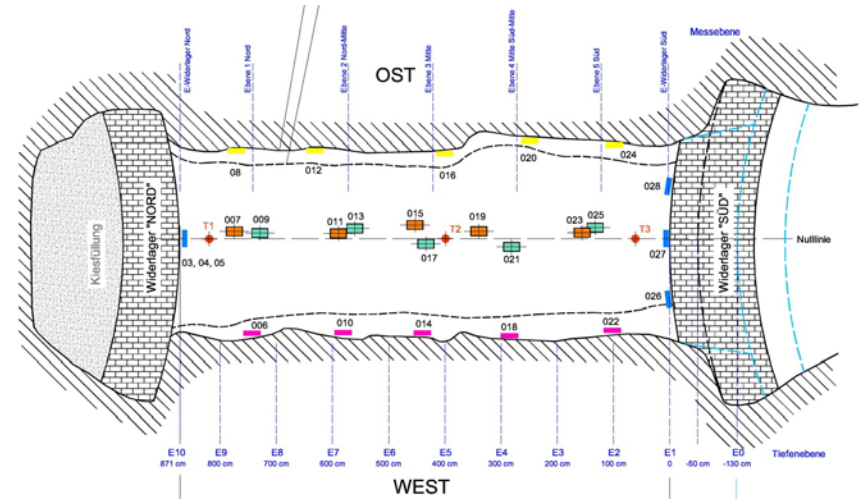 Messebene
E-Widerlager Nord
Ebene 1 Nord
Ebene 2 Nord-Mitte
Ebene 3 Mitte
Ebene 4 Mitte Süd-Mitte
Ebene 5 Süd
E-Widerlager Süd
OST
08
012
016
020
024
028
Kiesfüllung
Widerlager "NORD"
T1
007
009
011
013
015
017
T2
019
021
023
025
T3
027
Widerlager "SÜD"
Nulllinie
03, 04, 05
026
006
010
014
018
022
E10
E9
E8
E7
E6
E5
E4
E3
E2
E1
E0
Tiefenebene
871 cm
800 cm
700 cm
600 cm
500 cm
400 cm
300 cm
200 cm
100 cm
0
-50 cm
-130 cm
WEST